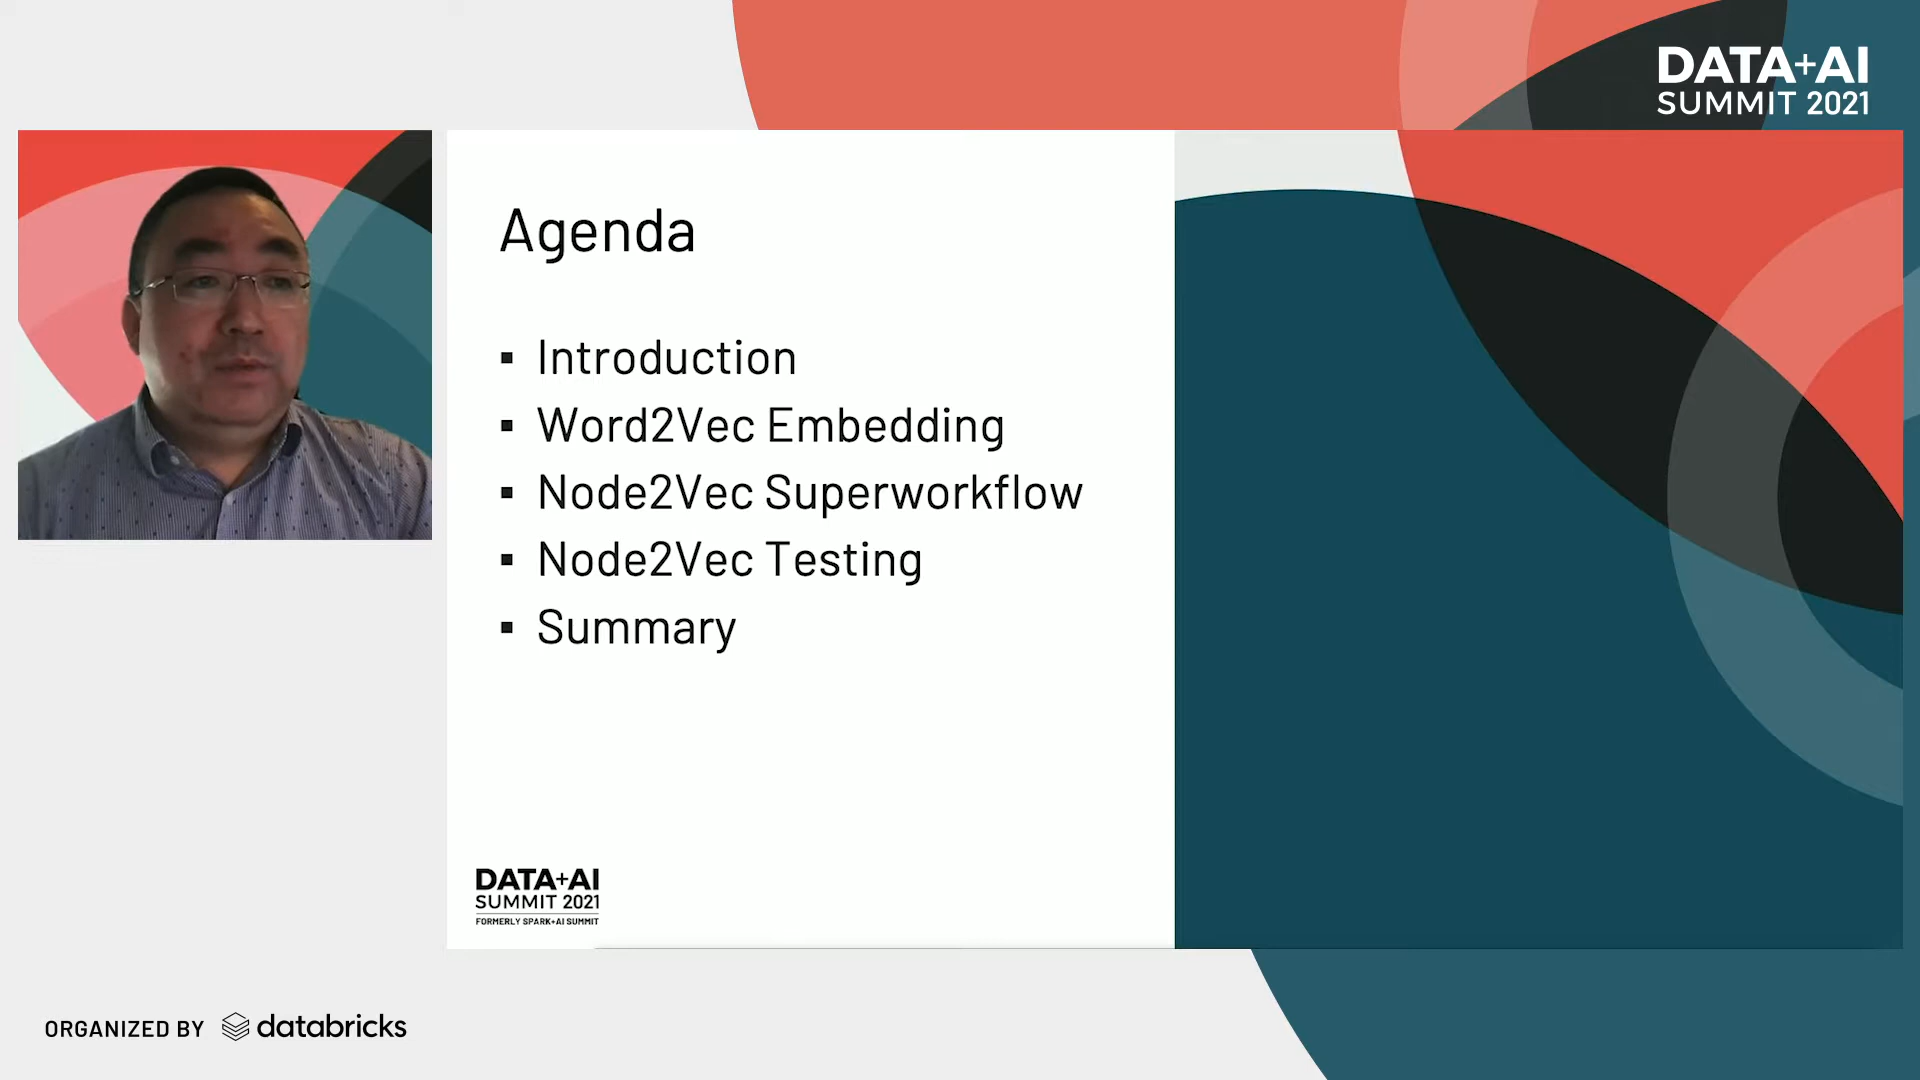 DATA+AI
SUMMIT 2021
Agenda
▪ Introduction
▪ Word2Vec Embedding
▪ Node2Vec Superworkflow
▪ Node2Vec Testing
▪ Summary
DATA+AI
SUMMIT 2021
FORMERLY SPARK+AI SUMMIT
ORGANIZED BY databricks